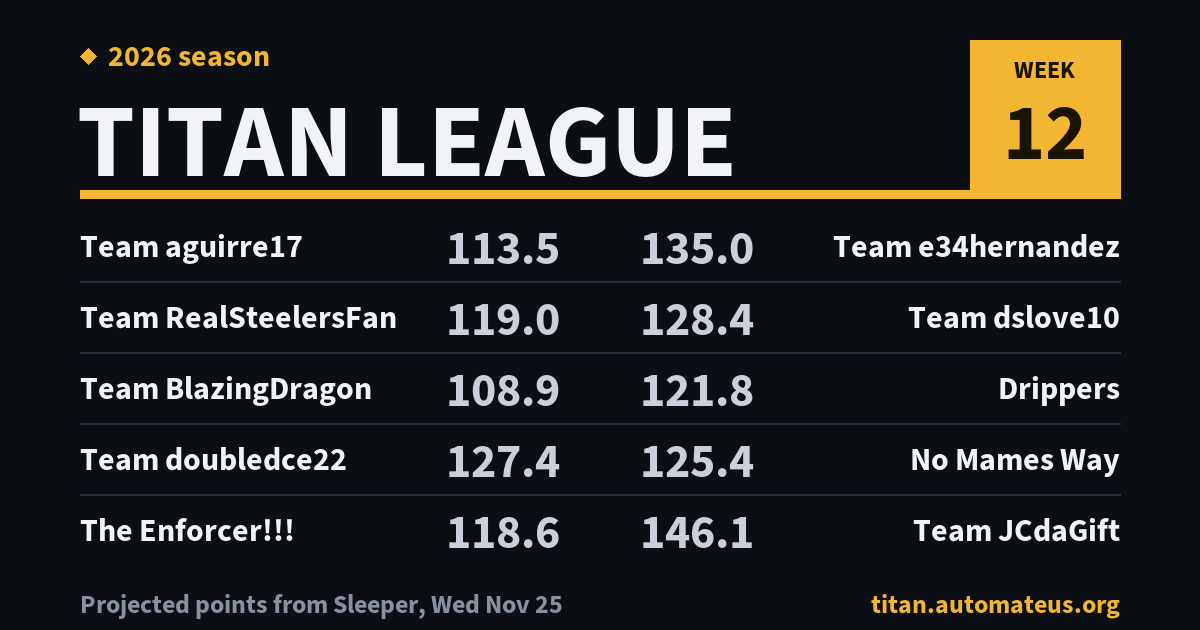 2026 season
WEEK
12
TITAN LEAGUE
Team aguirre17 113.5 135.0 Team e34hernandez
Team RealSteelersFan 119.0 128.4 Team dslove10
Team BlazingDragon 108.9 121.8 Drippers
Team doubledce22 127.4 125.4 No Mames Way
The Enforcer!!! 118.6 146.1 Team JCdaGift
Projected points from Sleeper, Wed Nov 25 titan.automateus.org